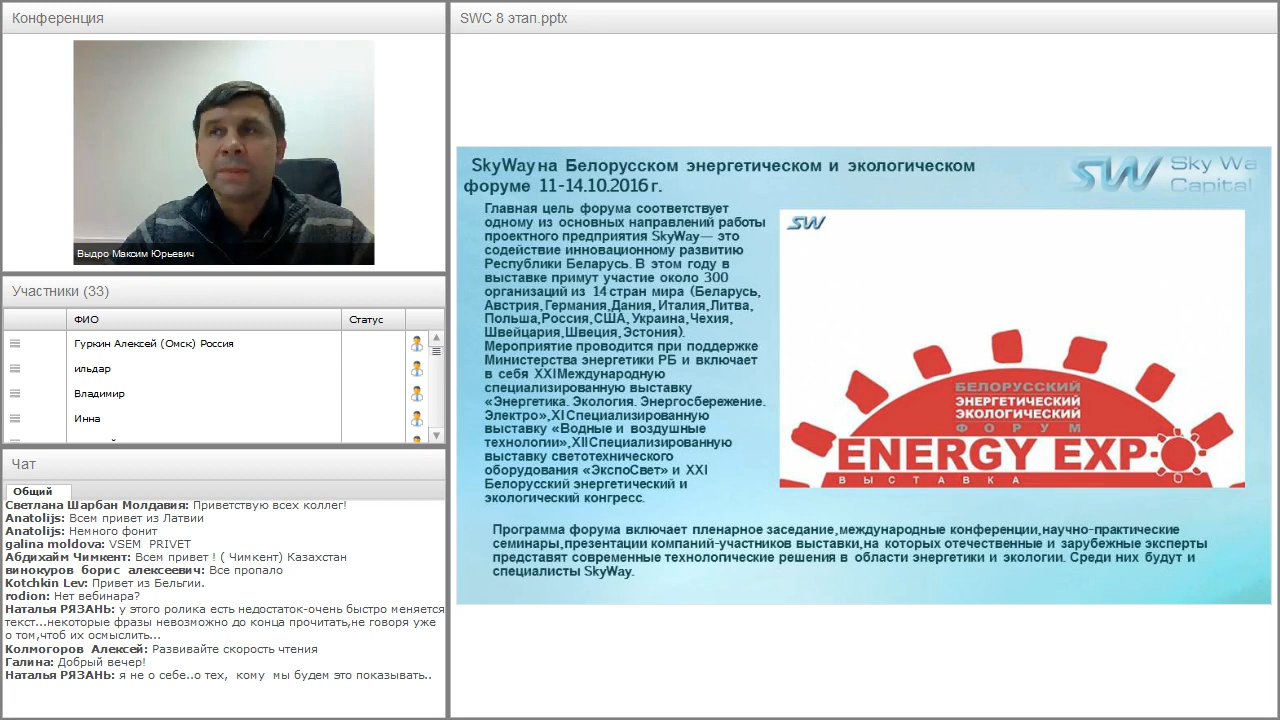 Конференция
Выдро Максим Юрьевич
Участники (33)
ФИО Статус
Гуркин Алексей (Омск) Россия
ильдар
Владимир
Инна
Чат
Общий
Светлана Шарбан Молдавия: Приветствую всех коллег!
Anatolijs: Всем привет из Латвии
Anatolijs: Немного фонит
galina moldova: VSEM PRIVET
Абдихайм Чимкент: Всем привет ! ( Чимкент) Казахстан
винокуров борис алексеевич: Все пропало
Kotchkin Lev: Привет из Бельгии.
rodion: Нет вебинара?
Наталья РЯЗАНЬ: у этого ролика есть недостаток-очень быстро меняется
текст...некоторые фразы невозможно до конца прочитать,не говоря уже
о том,чтоб их осмыслить...
Колмогоров Алексей: Развивайте скорость чтения
Галина: Добрый вечер!
Наталья РЯЗАНЬ: я не о себе..о тех, кому мы будем это показывать..
SWC 8 этап.pptx
SkyWay на Белорусском энергетическом и экологическом
форуме 11-14.10.2016 г.
SW Sky Wa
Capital
Главная цель форума соответствует
одному из основных направлений работы
проектного предприятия SkyWay— это
содействие инновационному развитию
Республики Беларусь. В этом году в
выставке примут участие около 300
организаций из 14 стран мира (Беларусь,
Австрия, Германия, Дания, Италия, Литва,
Польша, Россия, США, Украина, Чехия,
Швейцария, Швеция, Эстония).
Мероприятие проводится при поддержке
Министерства энергетики РБ и включает
в себя XXI Международную
специализированную выставку
«Энергетика. Экология. Энергосбережение.
Электро», XI Специализированную
выставку «Водные и воздушные
технологии», XII Специализированную
выставку светотехнического
оборудования «ЭкспоСвет» и XXI
Белорусский энергетический и
экологический конгресс.
SW
БЕЛОРУССКИЙ
ЭНЕРГЕТИЧЕСКИЙ
ЭКОЛОГИЧЕСКИЙ
ФОРУМ
ENERGY EXPO
ВЫСТАВКА
Программа форума включает пленарное заседание, международные конференции, научно-практические
семинары, презентации компаний-участников выставки, на которых отечественные и зарубежные эксперты
представят современные технологические решения в области энергетики и экологии. Среди них будут и
специалисты SkyWay.